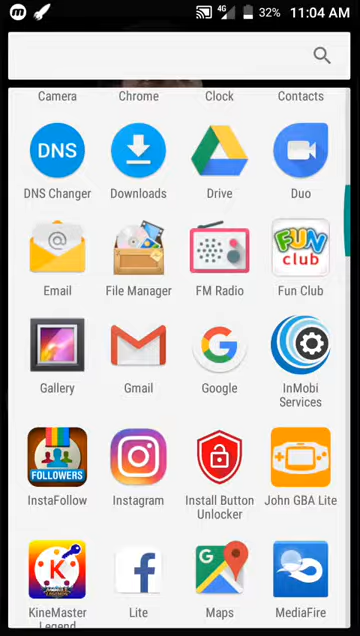 m 4G 32% 11:04 AM
Camera Chrome Clock Contacts
DNS
DNS Changer Downloads Drive Duo
@
FUN
club
Email File Manager FM Radio Fun Club
G
Gallery Gmail Google InMobi
Services
FOLLOWERS
InstaFollow Instagram Install Button
Unlocker John GBA Lite
K f G
KineMaster
Legend Lite Maps MediaFire